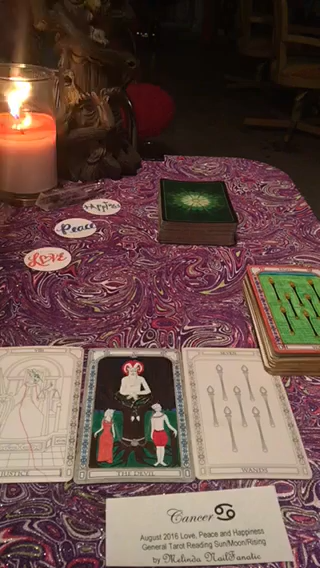 Happiness
Peace
Love
JUSTICE
THE DEVIL
WANDS
Cancer ♋
August 2016 Love, Peace and Happiness
General Tarot Reading Sun/Moon/Rising
by Melinda NailFanatic